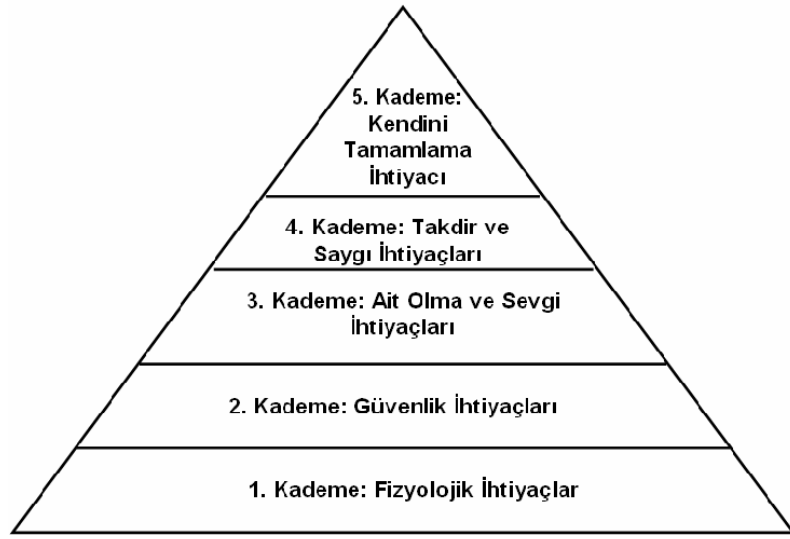 5. Kademe:
Kendini
Tamamlama
İhtiyacı
4. Kademe: Takdir ve
Saygı İhtiyaçları
3. Kademe: Ait Olma ve Sevgi
İhtiyaçları
2. Kademe: Güvenlik İhtiyaçları
1. Kademe: Fizyolojik İhtiyaçlar